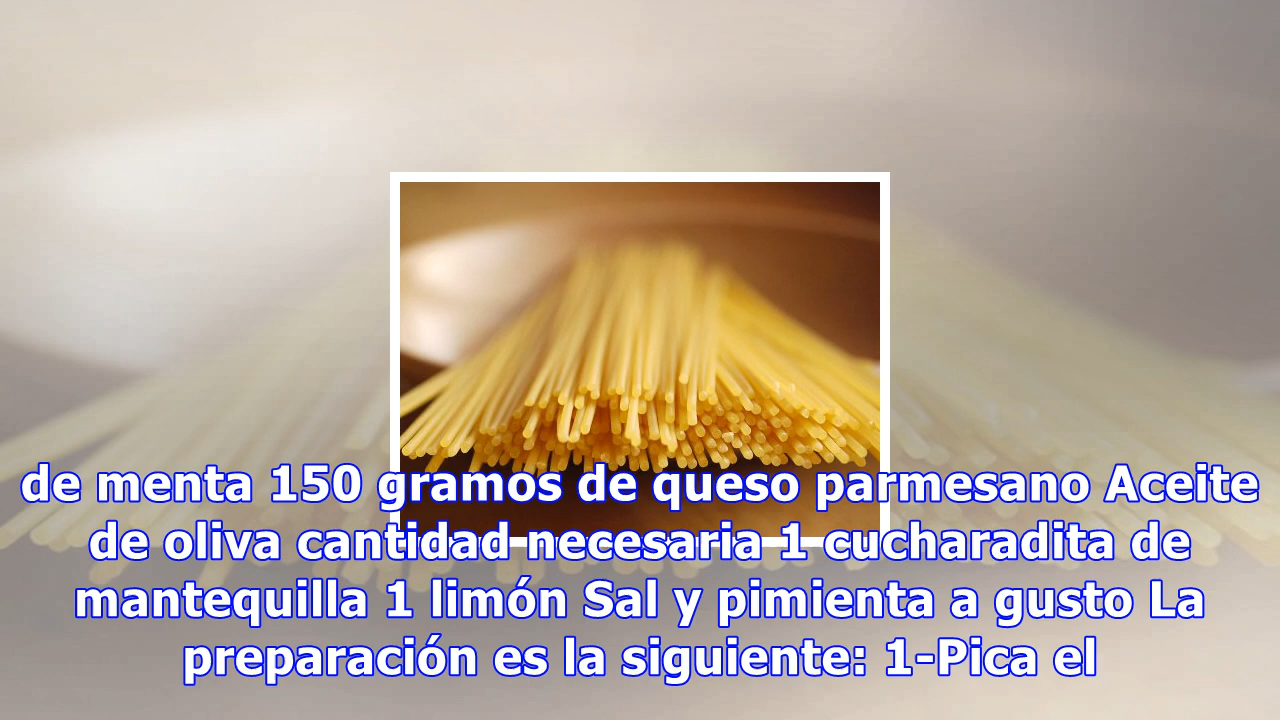 de menta 150 gramos de queso parmesano Aceite
de oliva cantidad necesaria 1 cucharadita de
mantequilla 1 limón Sal y pimienta a gusto La
preparación es la siguiente: 1-Pica el